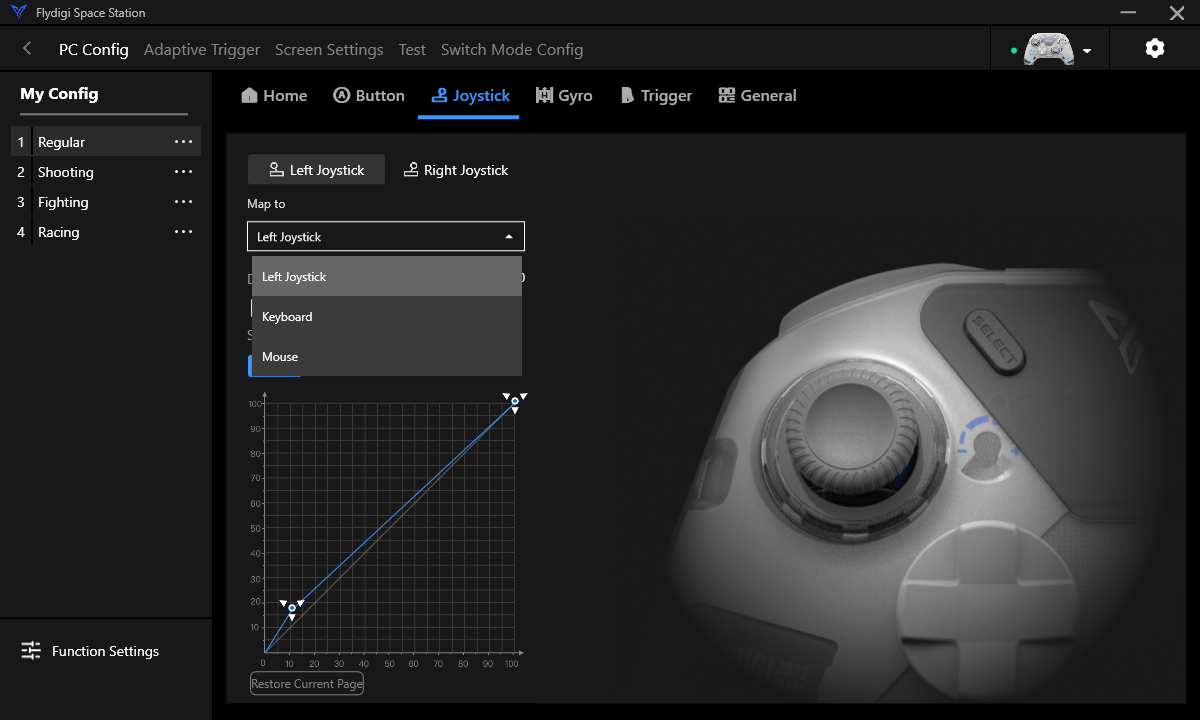 Flydigi Space Station
PC Config Adaptive Trigger Screen Settings Test Switch Mode Config
My Config
1 Regular
2 Shooting
3 Fighting
4 Racing
Function Settings
Home Button Joystick Gyro Trigger General
Left Joystick Right Joystick
Map to
Left Joystick
Left Joystick
Keyboard
Mouse
100
90
80
70
60
50
40
30
20
10
0 10 20 30 40 50 60 70 80 90 100
Restore Current Page
SELECT
2022